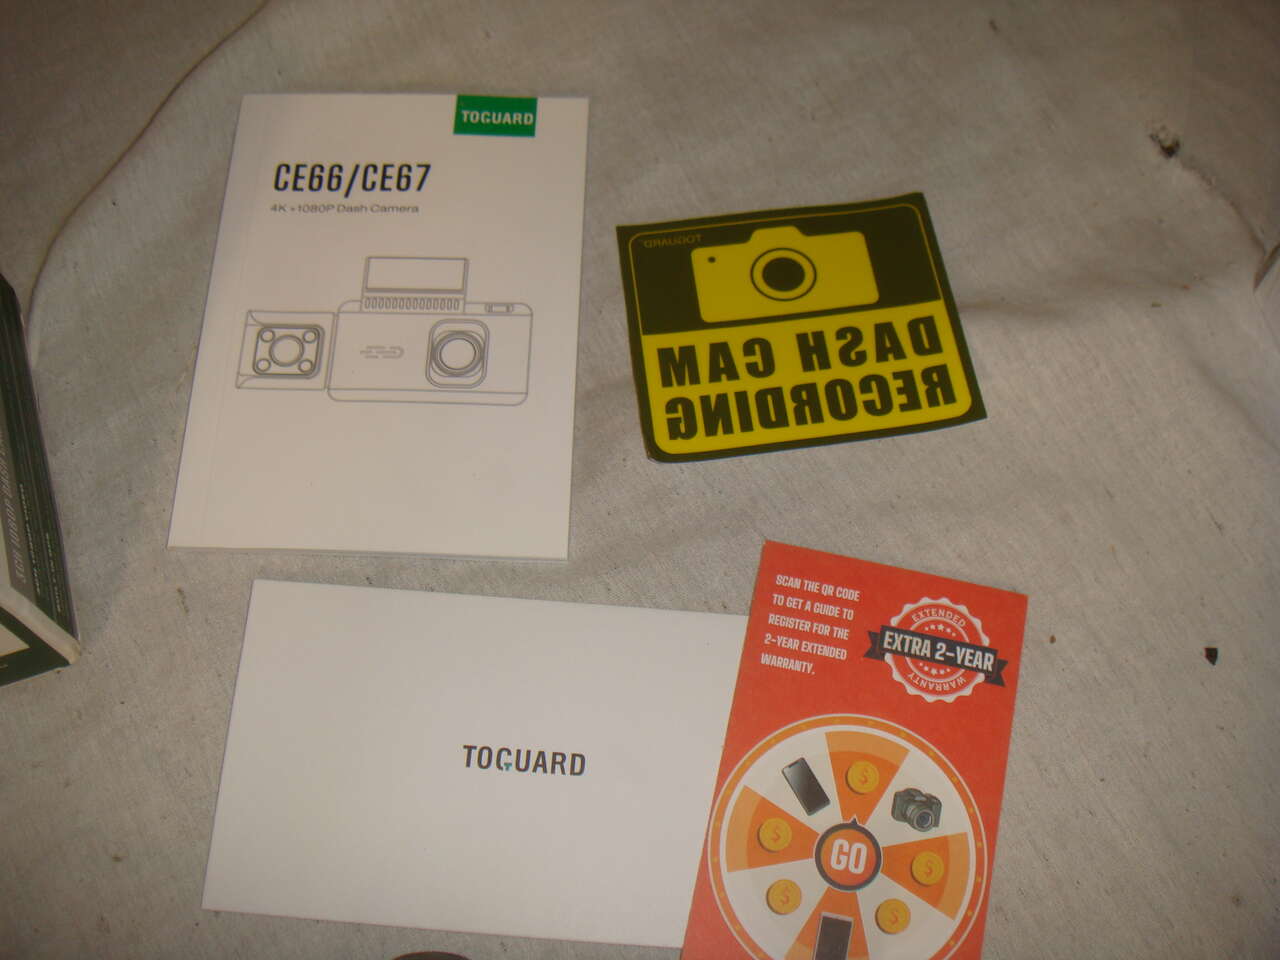 TOGUARD
CE66/CE67
4K +1080P Dash Camera
TOGUARD
DASH CAM
RECORDING
TOGUARD
SCAN THE QR CODE
TO GET A GUIDE TO
REGISTER FOR THE
2-YEAR EXTENDED
WARRANTY.
EXTENDED
EXTRA 2-YEAR
WARRANTY
GO